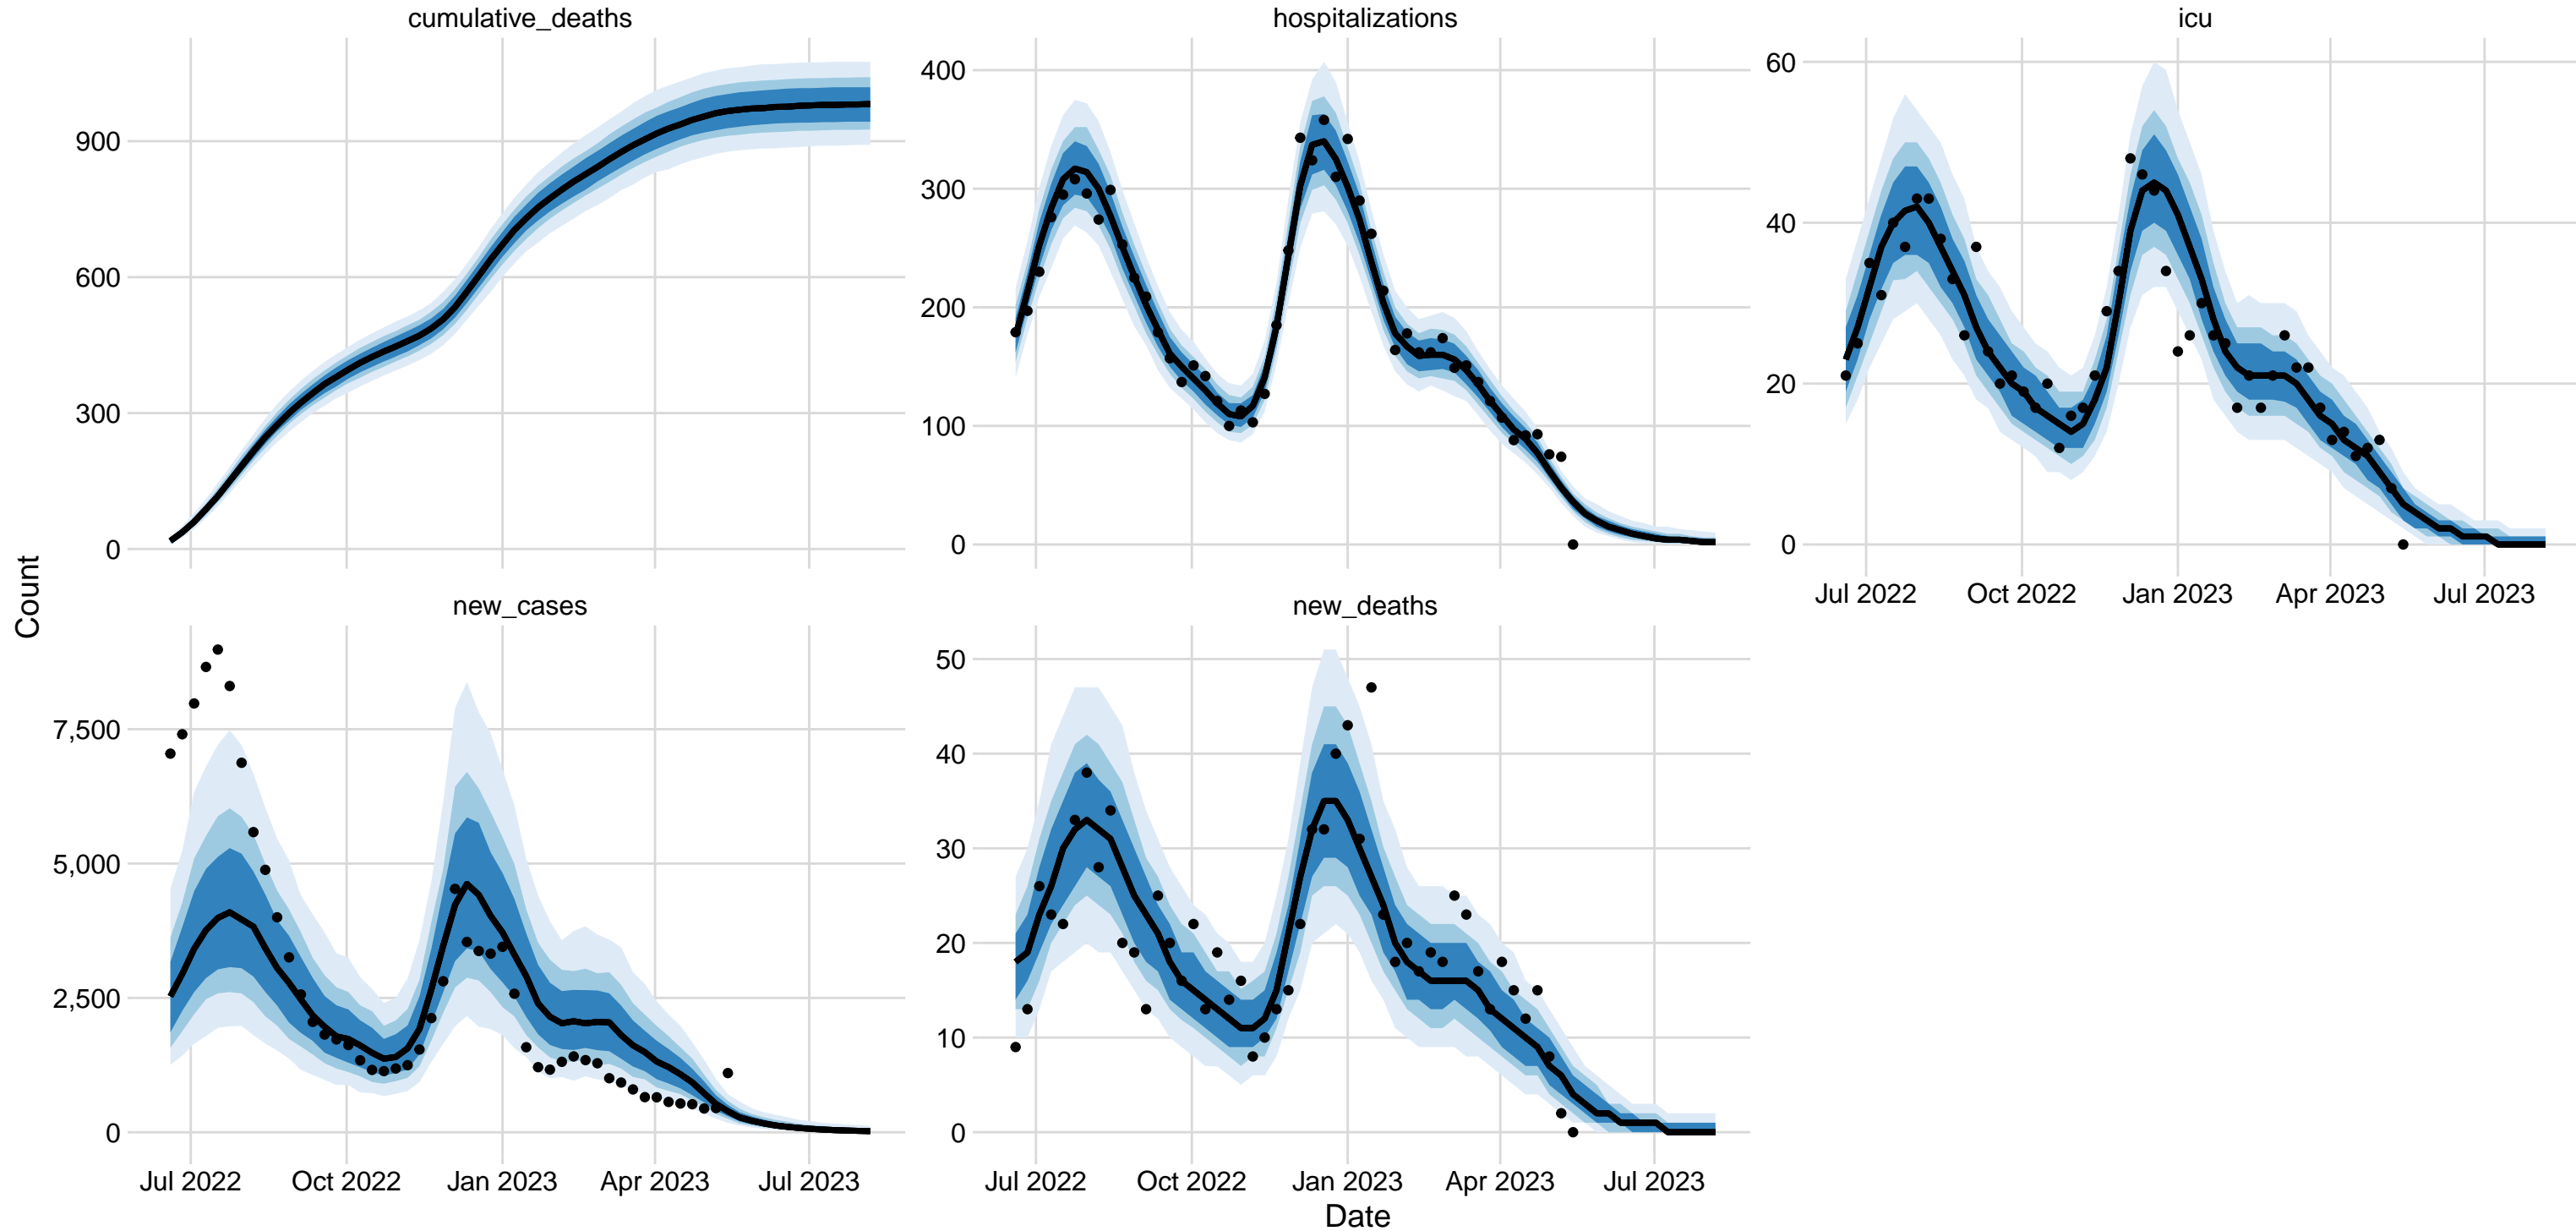 cumulative_deaths
hospitalizations
icu
900
600
300
0
400
300
200
100
0
60
40
20
0
Jul 2022 Oct 2022 Jan 2023 Apr 2023 Jul 2023
Count
new_cases
new_deaths
7,500
5,000
2,500
0
50
40
30
20
10
0
Jul 2022 Oct 2022 Jan 2023 Apr 2023 Jul 2023
Jul 2022 Oct 2022 Jan 2023 Apr 2023 Jul 2023
Date